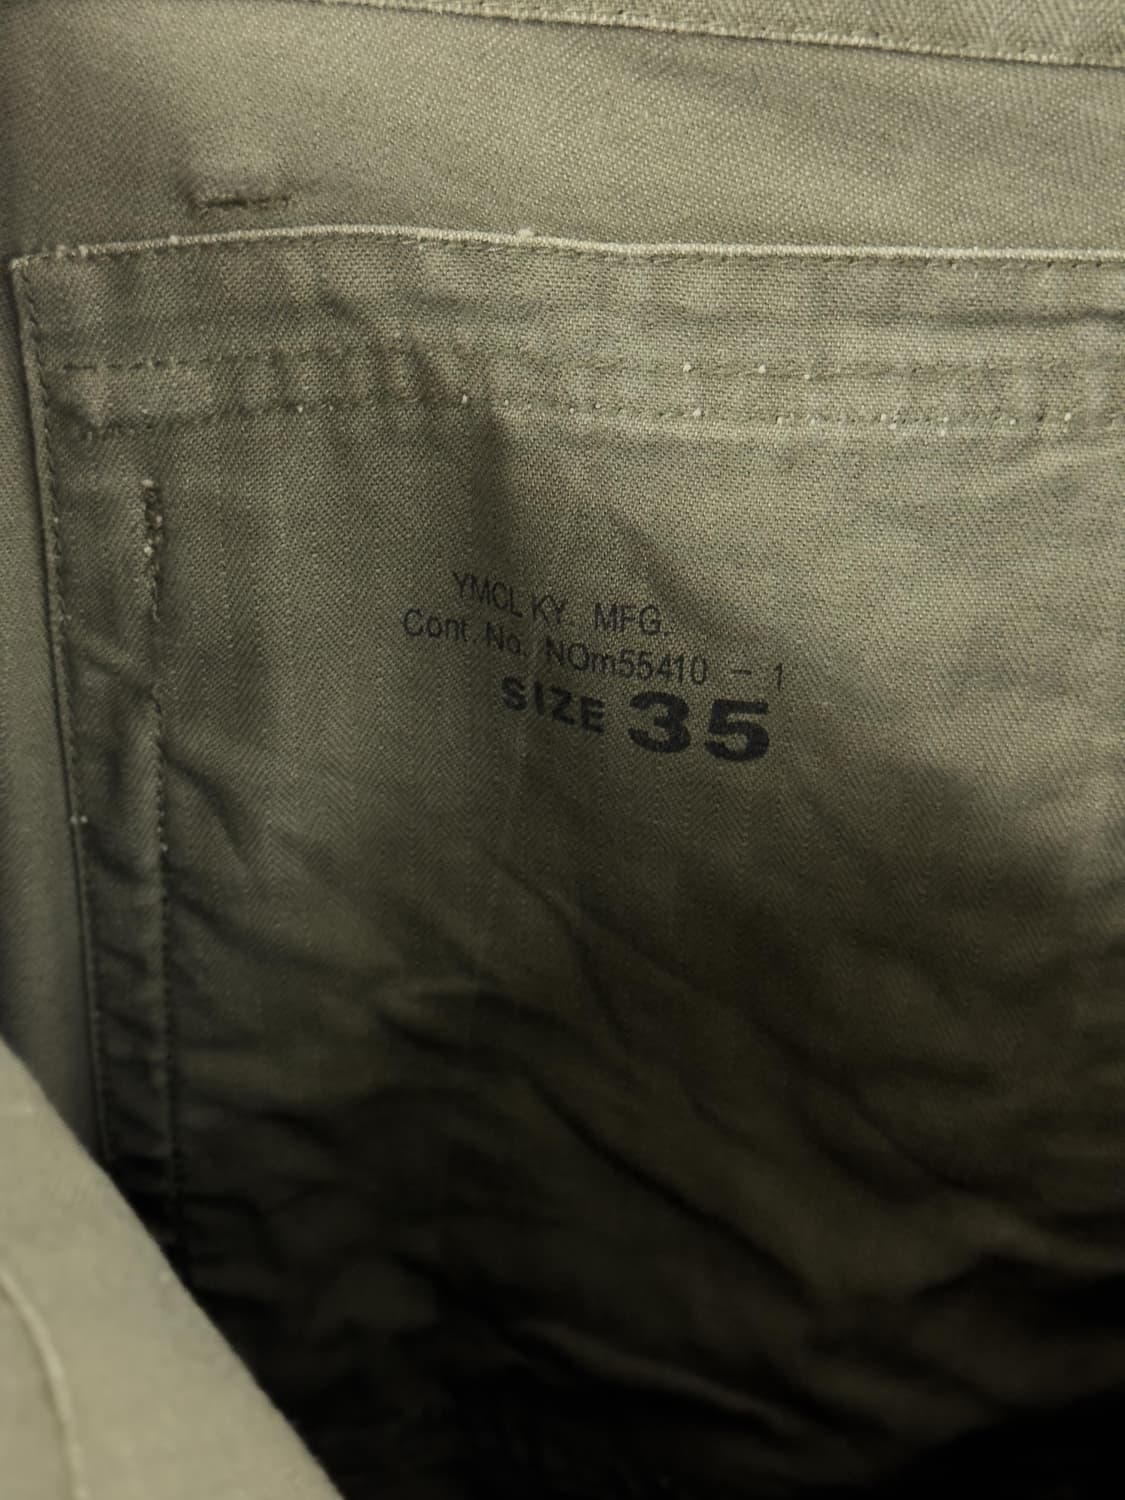 YMCL KY. MFG.
Cont. No. NOm55410 - 1
SIZE 35